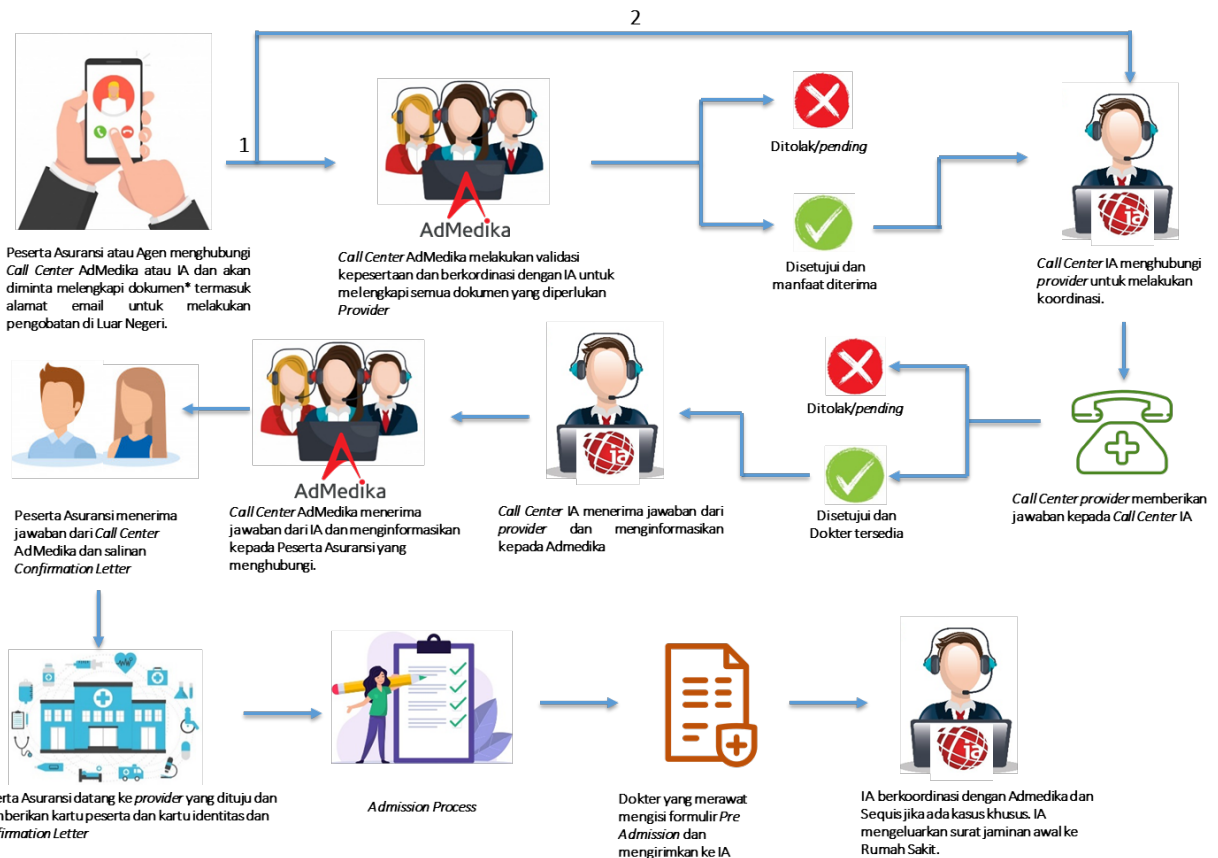 2
1
AdMedika
Ditolak/pending
Disetujui dan
manfaat diterima
ia
Peserta Asuransi atau Agen menghubungi
Call Center AdMedika atau IA dan akan
diminta melengkapi dokumen* termasuk
alamat email untuk melakukan
pengobatan di Luar Negeri.
Call Center AdMedika melakukan validasi
kepesertaan dan berkordinasi dengan IA untuk
melengkapi semua dokumen yang diperlukan
Provider
Call Center IA menghubungi
provider untuk melakukan
koordinasi.
Peserta Asuransi menerima
jawaban dari Call Center
AdMedika dan salinan
Confirmation Letter
AdMedika
Call Center AdMedika menerima
jawaban dari IA dan menginformasikan
kepada Peserta Asuransi yang
menghubungi.
ia
Call Center IA menerima jawaban dari
provider dan menginformasikan
kepada Admedika
Ditolak/pending
Disetujui dan
Dokter tersedia
Call Center provider memberikan
jawaban kepada Call Center IA
erta Asuransi datang ke provider yang dituju dan
mberikan kartu peserta dan kartu identitas dan
nfirmation Letter
Admission Process
Dokter yang merawat
mengisi formulir Pre
Admission dan
mengirimkan ke IA
ia
IA berkoordinasi dengan Admedika dan
Sequis jika ada kasus khusus. IA
mengeluarkan surat jaminan awal ke
Rumah Sakit.